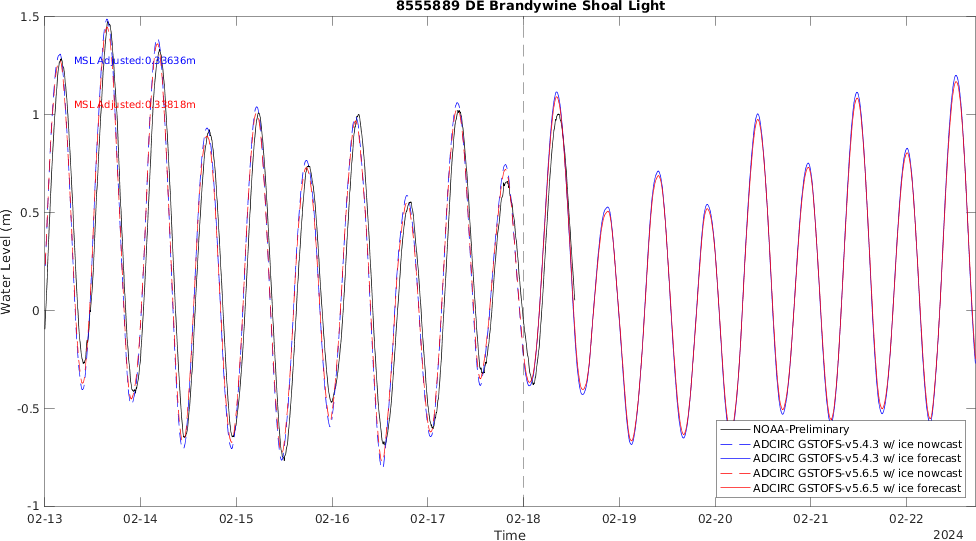 8555889 DE Brandywine Shoal Light
1.5
1
0.5
0
-0.5
-1
Water Level (m)
MSL Adjusted:0.33636m
MSL Adjusted:0.33818m
NOAA-Preliminary
ADCIRC GSTOFS-v5.4.3 w/ ice nowcast
ADCIRC GSTOFS-v5.4.3 w/ ice forecast
ADCIRC GSTOFS-v5.6.5 w/ ice nowcast
ADCIRC GSTOFS-v5.6.5 w/ ice forecast
02-13 02-14 02-15 02-16 02-17 02-18 02-19 02-20 02-21 02-22
Time
2024